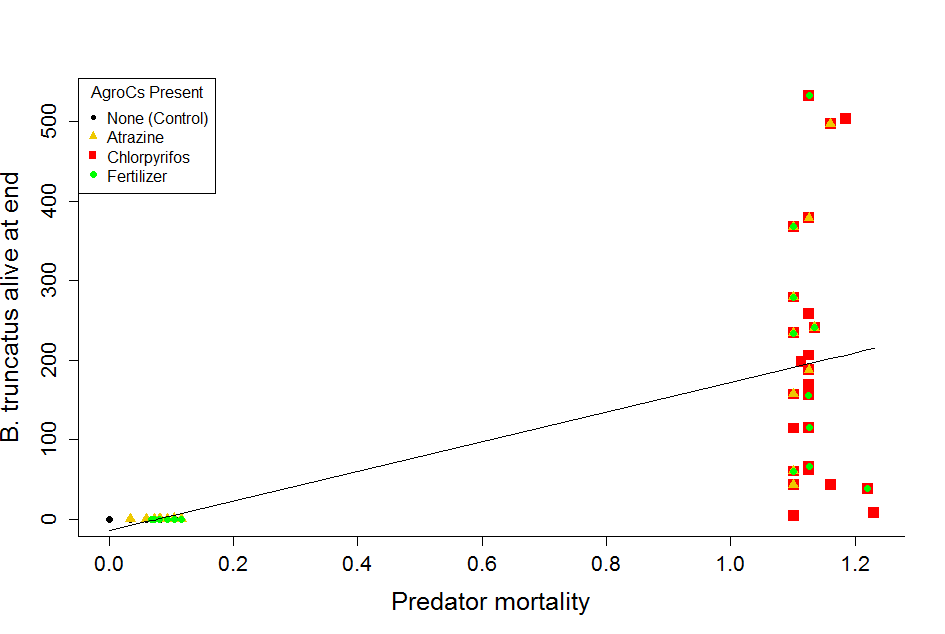 AgroCs Present
None (Control)
Atrazine
Chlorpyrifos
Fertilizer
B. truncatus alive at end
500
400
300
200
100
0
0.0 0.2 0.4 0.6 0.8 1.0 1.2
Predator mortality